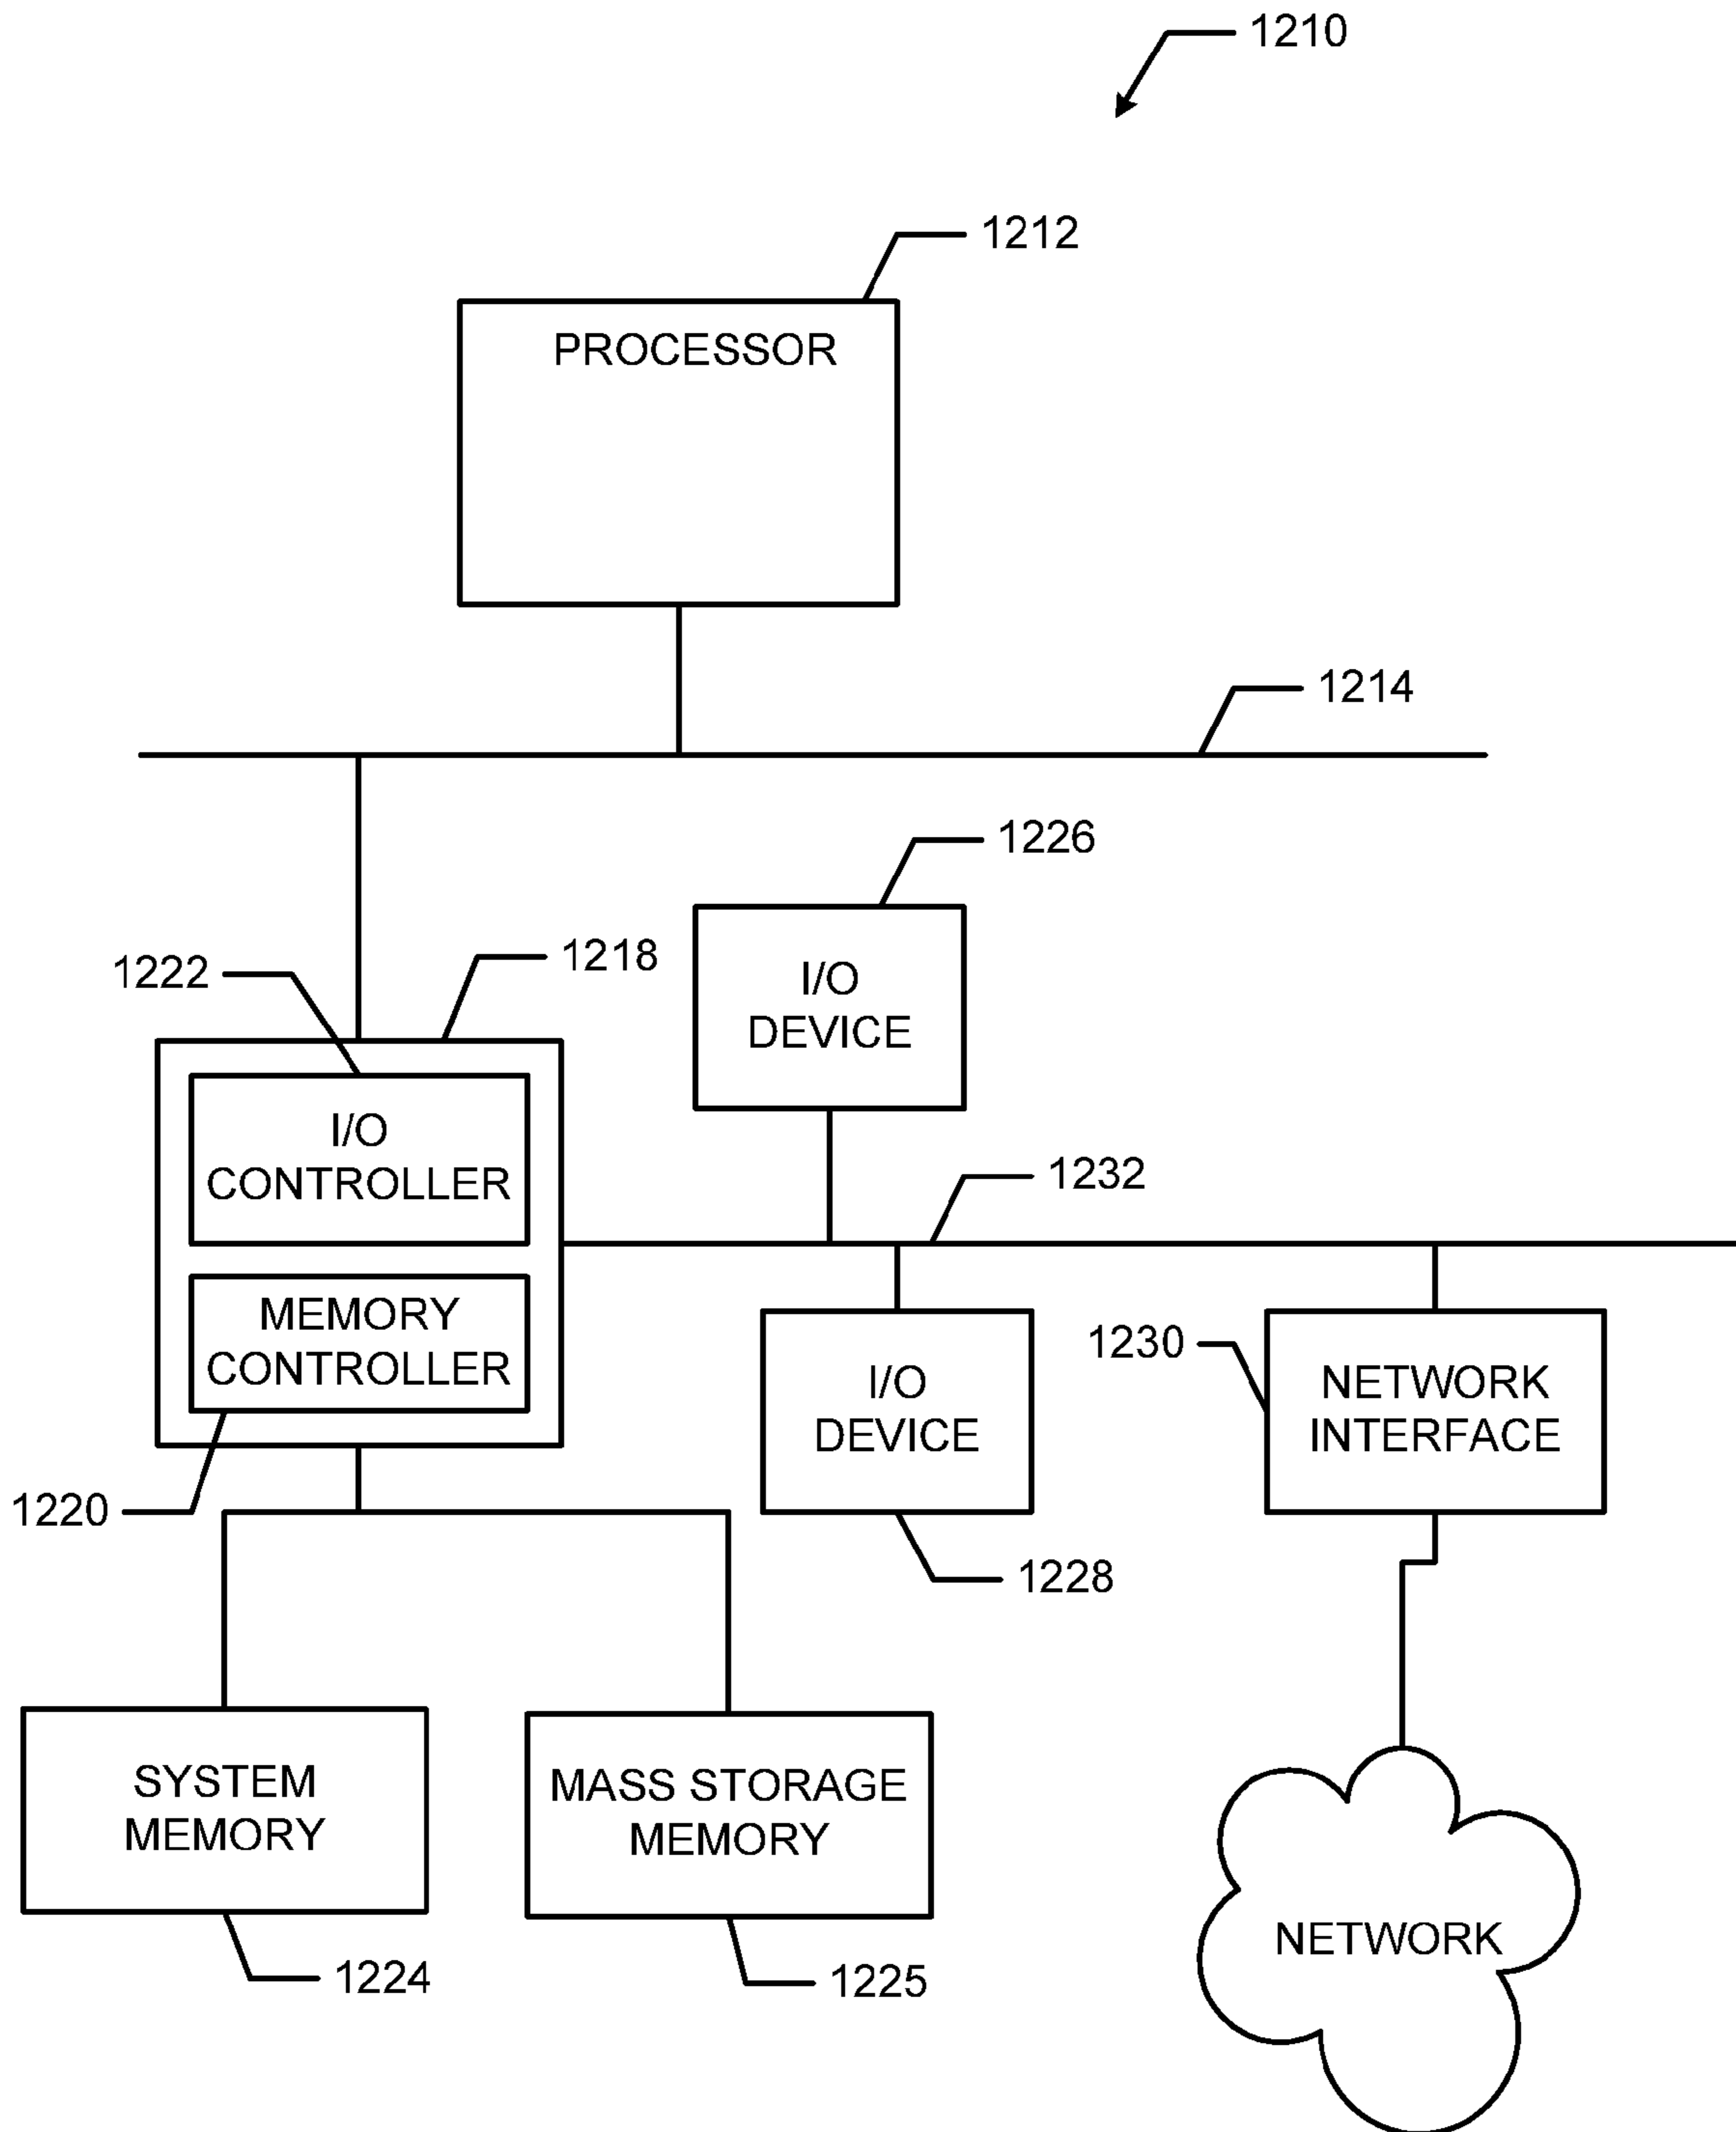 1210
1212
PROCESSOR
1214
1226
1222
1218
I/O
DEVICE
I/O
CONTROLLER
1232
MEMORY
CONTROLLER
1230
I/O
DEVICE
NETWORK
INTERFACE
1220
1228
SYSTEM
MEMORY
MASS STORAGE
MEMORY
NETWORK
1224
1225